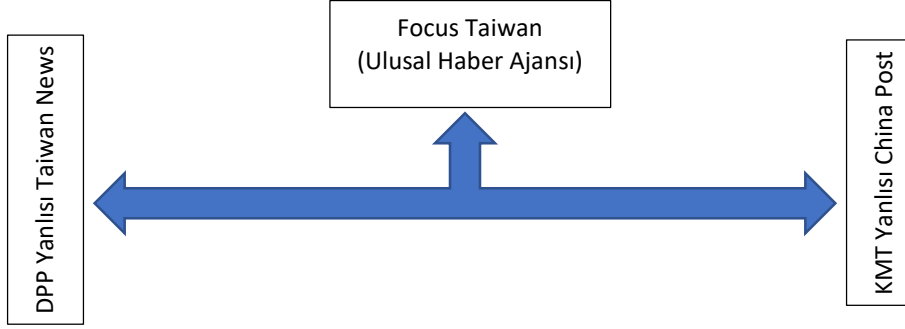 DPP Yanlısı Taiwan News
Focus Taiwan
(Ulusal Haber Ajansı)
KMT Yanlısı China Post